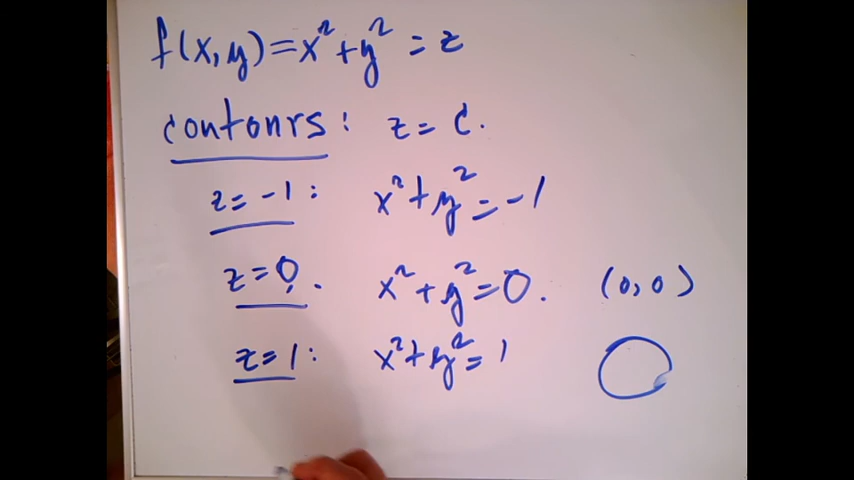 f(x,y)=x²+y²=z
contours: z=c.
z=-1: x²+y²=-1
z=0. x²+y²=0. (0,0)
z=1: x²+y²=1